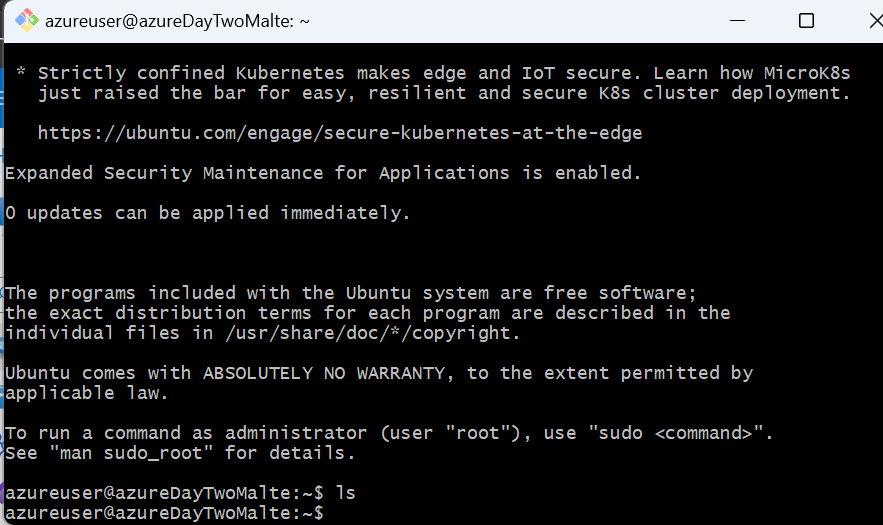 azureuser@azureDayTwoMalte: ~
* Strictly confined Kubernetes makes edge and IoT secure. Learn how MicroK8s
just raised the bar for easy, resilient and secure K8s cluster deployment.
https://ubuntu.com/engage/secure-kubernetes-at-the-edge
Expanded Security Maintenance for Applications is enabled.
0 updates can be applied immediately.
The programs included with the Ubuntu system are free software;
the exact distribution terms for each program are described in the
individual files in /usr/share/doc/*/copyright.
Ubuntu comes with ABSOLUTELY NO WARRANTY, to the extent permitted by
applicable law.
To run a command as administrator (user "root"), use "sudo <command>".
See "man sudo_root" for details.
azureuser@azureDayTwoMalte:~$ ls
azureuser@azureDayTwoMalte:~$